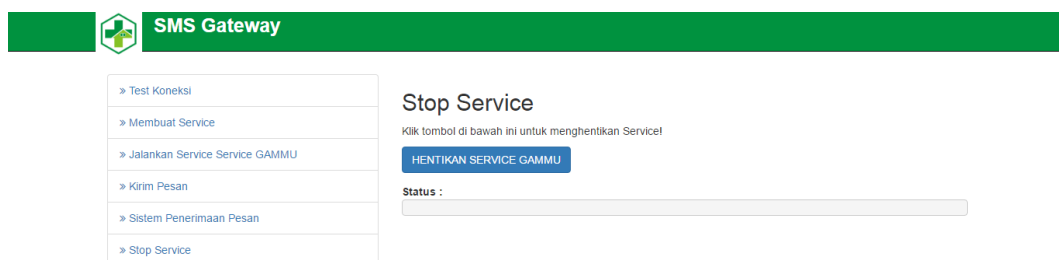 SMS Gateway
» Test Koneksi
» Membuat Service
» Jalankan Service Service GAMMU
» Kirim Pesan
» Sistem Penerimaan Pesan
» Stop Service
Stop Service
Klik tombol di bawah ini untuk menghentikan Service!
HENTIKAN SERVICE GAMMU
Status :